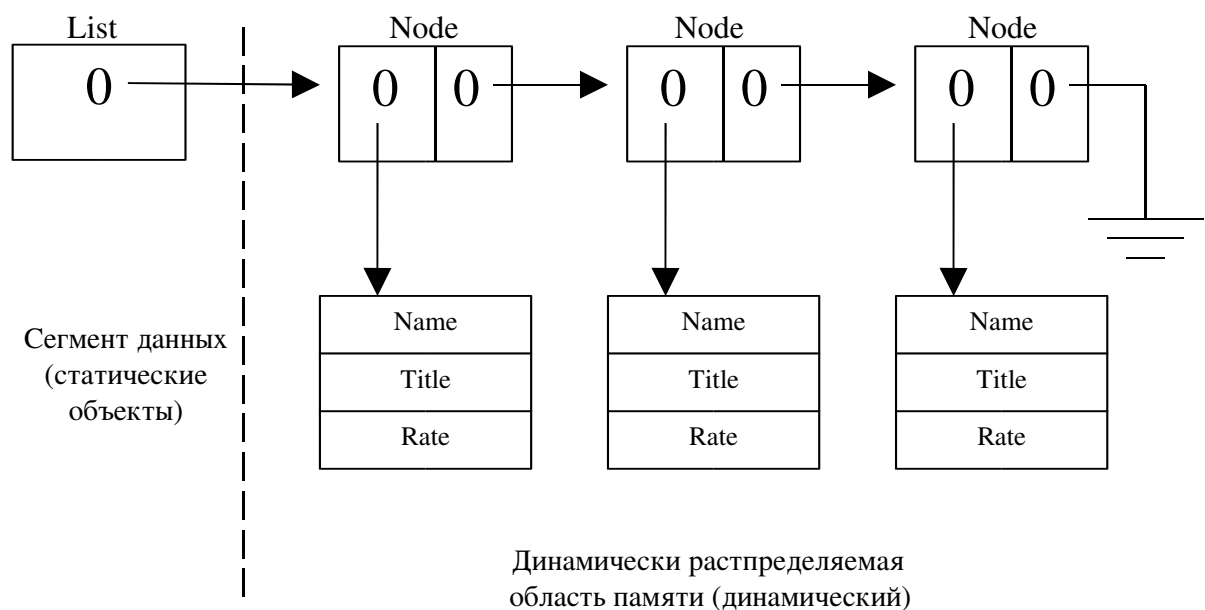 List
Node
Node
Node
0
0 0
0 0
0 0
Сегмент данных
(статические
объекты)
Name
Title
Rate
Name
Title
Rate
Name
Title
Rate
Динамически растпределяемая
область памяти (динамический)